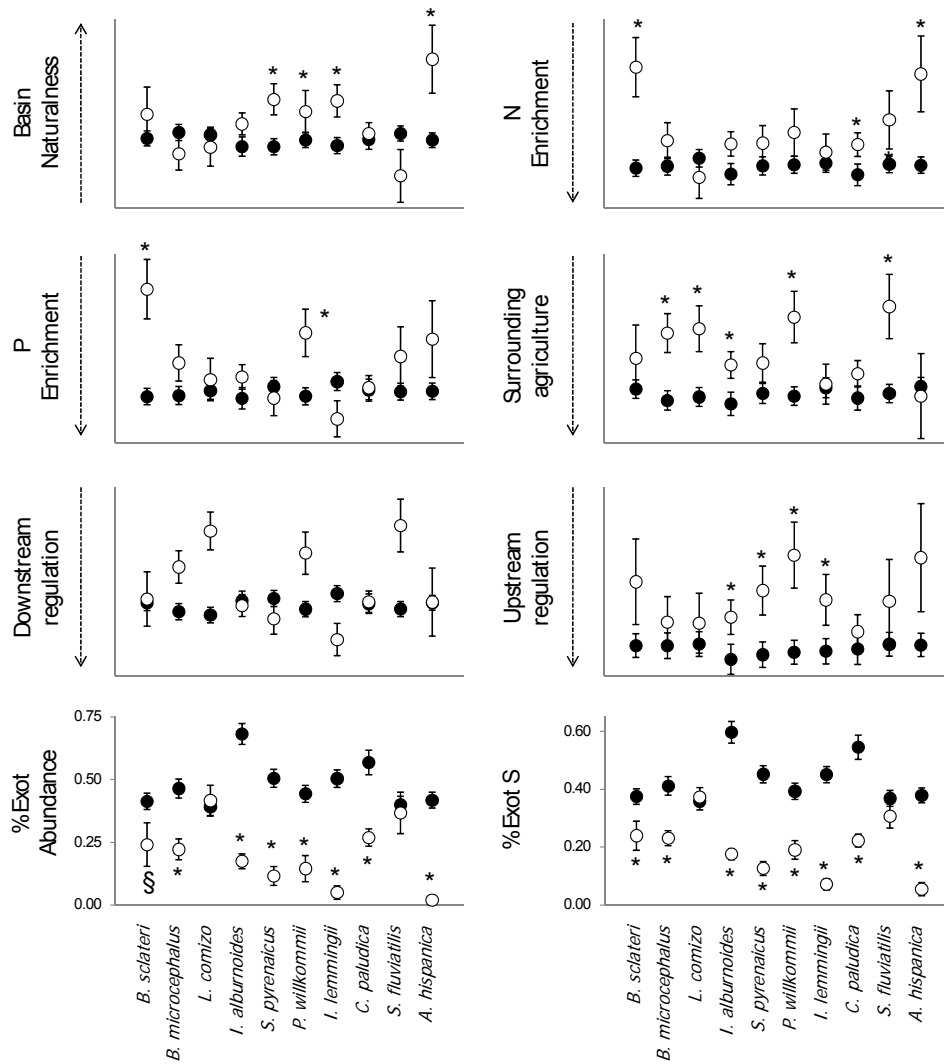 Basin
Naturalness
* * * *
N
Enrichment
* * * *
P
Enrichment
* *
Surrounding
agriculture
* * * * *
Downstream
regulation
Upstream
regulation
* * * *
%Exot
Abundance
0.75
0.50
0.25
0.00
§ * * * * * * *
%Exot S
0.60
0.40
0.20
0.00
* * * * * * * *
B. sclateri
B. microcephalus
L. comizo
I. alburnoides
S. pyrenaicus
P. willkommii
I. lemmingii
C. paludica
S. fluviatilis
A. hispanica
B. sclateri
B. microcephalus
L. comizo
I. alburnoides
S. pyrenaicus
P. willkommii
I. lemmingii
C. paludica
S. fluviatilis
A. hispanica